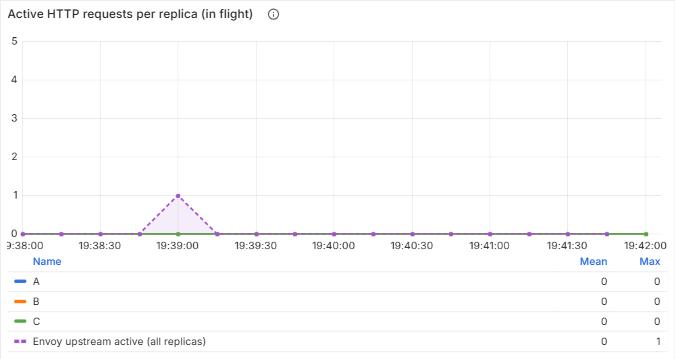 Active HTTP requests per replica (in flight)
5
4
3
2
1
0
9:38:00 19:38:30 19:39:00 19:39:30 19:40:00 19:40:30 19:41:00 19:41:30 19:42:00
Name Mean Max
A 0 0
B 0 0
C 0 0
Envoy upstream active (all replicas) 0 1